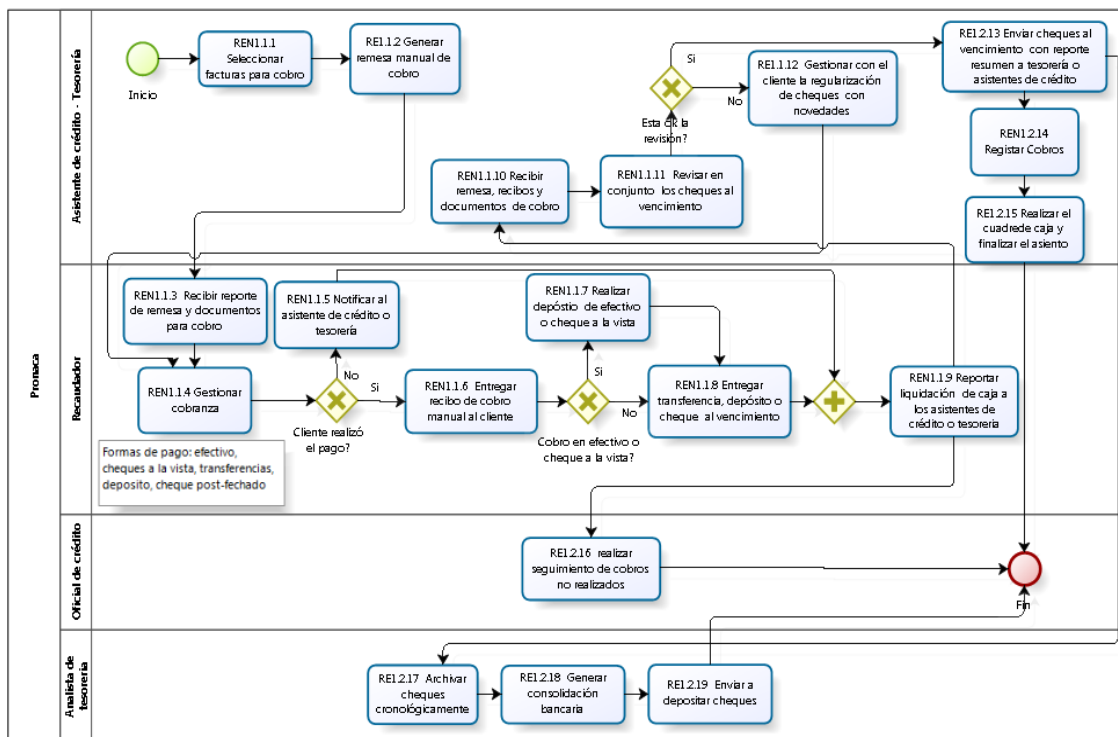 Pronaca
Asistente de crédito - Tesorería
Inicio
REN1.1.1
Seleccionar
facturas para cobro
RE1.1.2 Generar
remesa manual de
cobro
Si
No
Esta ok la
revisión?
RE1.1.12 Gestionar con el
cliente la regularización
de cheques con
novedades
RE1.2.13 Enviar cheques al
vencimiento con reporte
resumen a tesorería o
asistentes de crédito
REN1.2.14
Registar Cobros
REN1.1.10 Recibir
remesa, recibos y
documentos de cobro
REN1.1.11 Revisar en
conjunto los cheques al
vencimiento
RE1.2.15 Realizar el
cuadrede caja y
finalizar el asiento
Recaudador
REN1.1.3 Recibir reporte
de remesa y documentos
para cobro
REN1.1.5 Notificar al
asistente de crédito o
tesorería
REN1.1.7 Realizar
depóstio de efectivo
o cheque a la vista
REN1.1.4 Gestionar
cobranza
No
Si
Cliente realizó
el pago?
REN1.1.6 Entregar
recibo de cobro
manual al cliente
Si
No
Cobro en efectivo o
cheque a la vista?
REN1.1.8 Entregar
transferencia, depósito o
cheque al vencimiento
REN1.1.9 Reportar
liquidación de caja a
los asistentes de
crédito o tesoreria
Formas de pago: efectivo,
cheques a la vista, transferencias,
deposito, cheque post-fechado
Oficial de crédito
RE1.2.16 realizar
seguimiento de cobros
no realizados
Fin
Analista de
tesoreria
RE1.2.17 Archivar
cheques
cronológicamente
RE1.2.18 Generar
consolidación
bancaria
RE1.2.19 Enviar a
depositar cheques